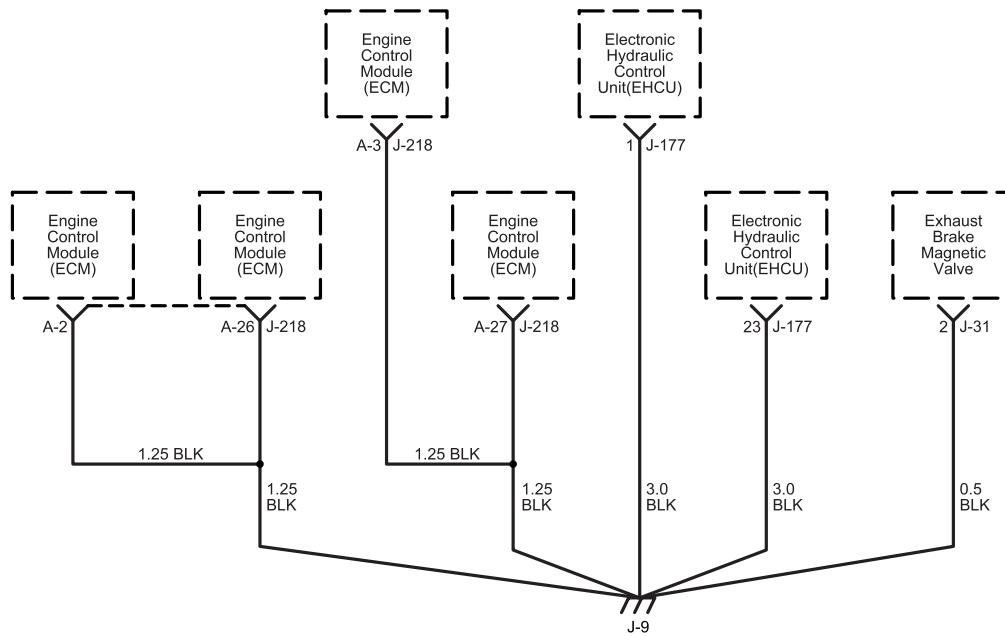 Engine
Control
Module
(ECM)
Electronic
Hydraulic
Control
Unit(EHCU)
A-3
J-218
1
J-177
Engine
Control
Module
(ECM)
Engine
Control
Module
(ECM)
Engine
Control
Module
(ECM)
Electronic
Hydraulic
Control
Unit(EHCU)
Exhaust
Brake
Magnetic
Valve
A-2
A-26
J-218
A-27
J-218
23
J-177
2
J-31
1.25 BLK
1.25 BLK
1.25
BLK
1.25
BLK
3.0
BLK
3.0
BLK
0.5
BLK
J-9